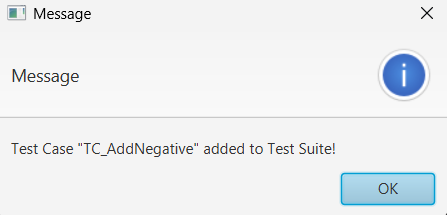 Message
Message
Test Case "TC_AddNegative" added to Test Suite!
OK